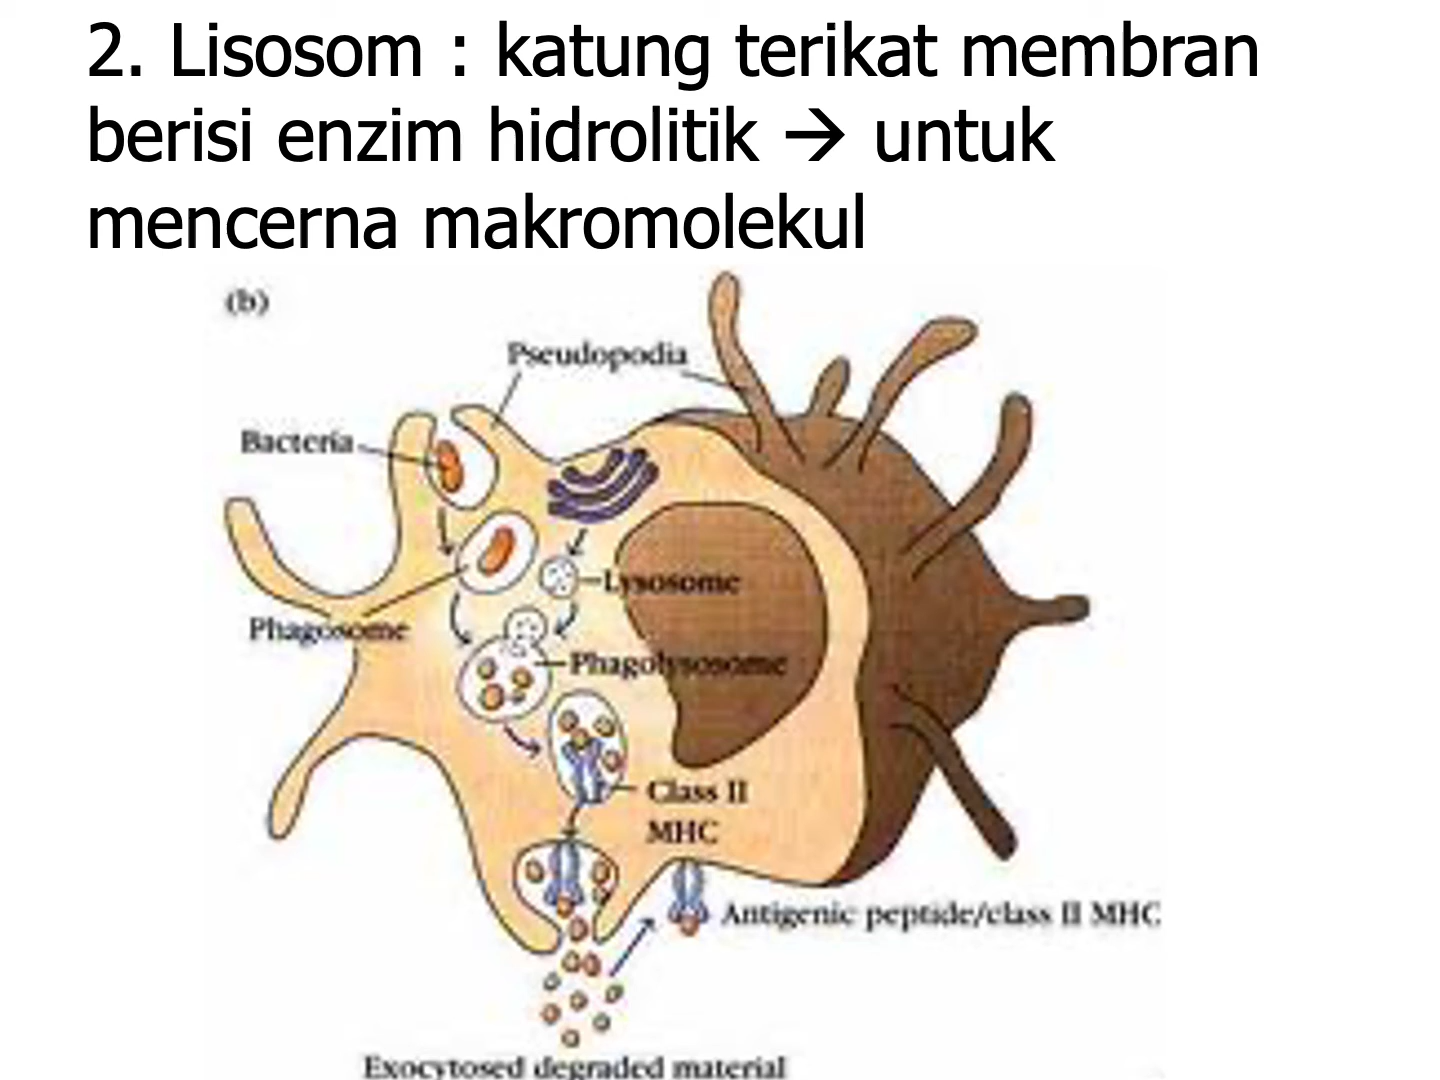 2. Lisosom : katung terikat membran
berisi enzim hidrolitik → untuk
mencerna makromolekul
(b)
Pseudopodia
Bacteria
Lysosome
Phagosome
Phagolysosome
Class II
MHC
Antigenic peptide/class II MHC
Exocytosed degraded material